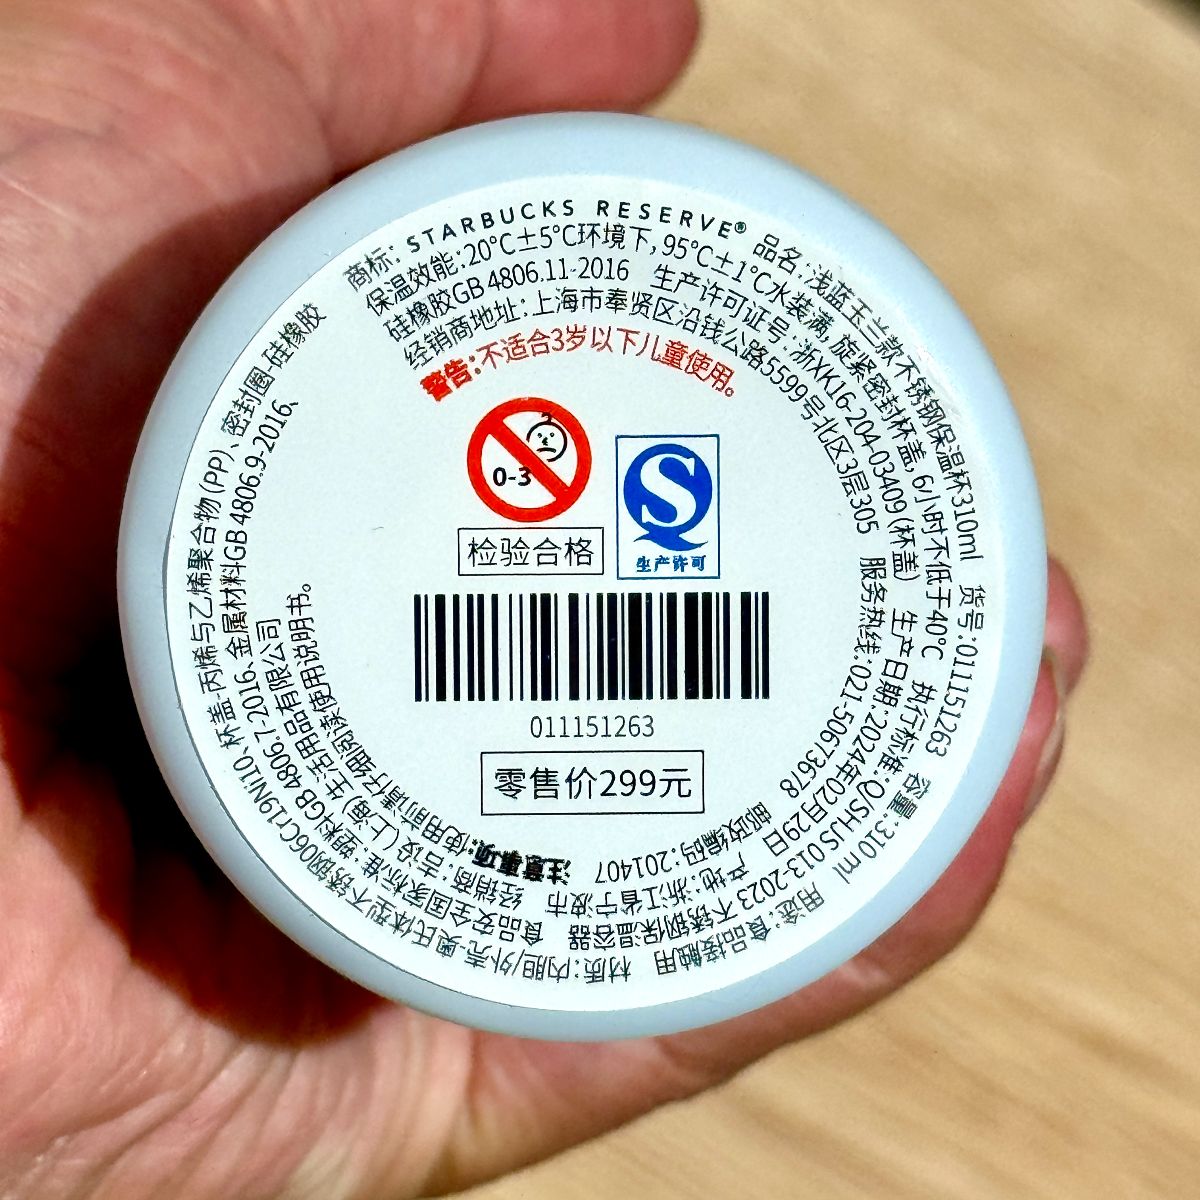 商标: STARBUCKS RESERVE® 品名:浅蓝玉兰款不锈钢保温杯310ml 货号:011151263 容量:310ml 用途:食品接触用 材质:内胆/外壳-奥氏体型不锈钢06Cr19Ni10、杯盖-丙烯与乙烯聚合物(PP)、密封圈-硅橡胶
保温效能:20℃±5℃环境下, 95℃±1℃水装满 旋紧密封杯盖, 6小时不低于40℃ 执行标准:Q/SHJS 013-2023 不锈钢保温容器 食品安全国家标准:塑料GB 4806.7-2016、金属材料GB 4806.9-2016、
硅橡胶GB 4806.11-2016 生产许可证号:浙XK16-204-03409 (杯盖) 生产日期:2024年02月29日 产地:浙江省宁波市 经销商:吉设 (上海) 生活用品有限公司
经销商地址:上海市奉贤区沿钱公路5599号北区3层305 服务热线:021-50673678 邮政编码:201407 注意事项:使用前请仔细阅读使用说明书。
警告:不适合3岁以下儿童使用。
0-3
检验合格
生产许可
011151263
零售价299元